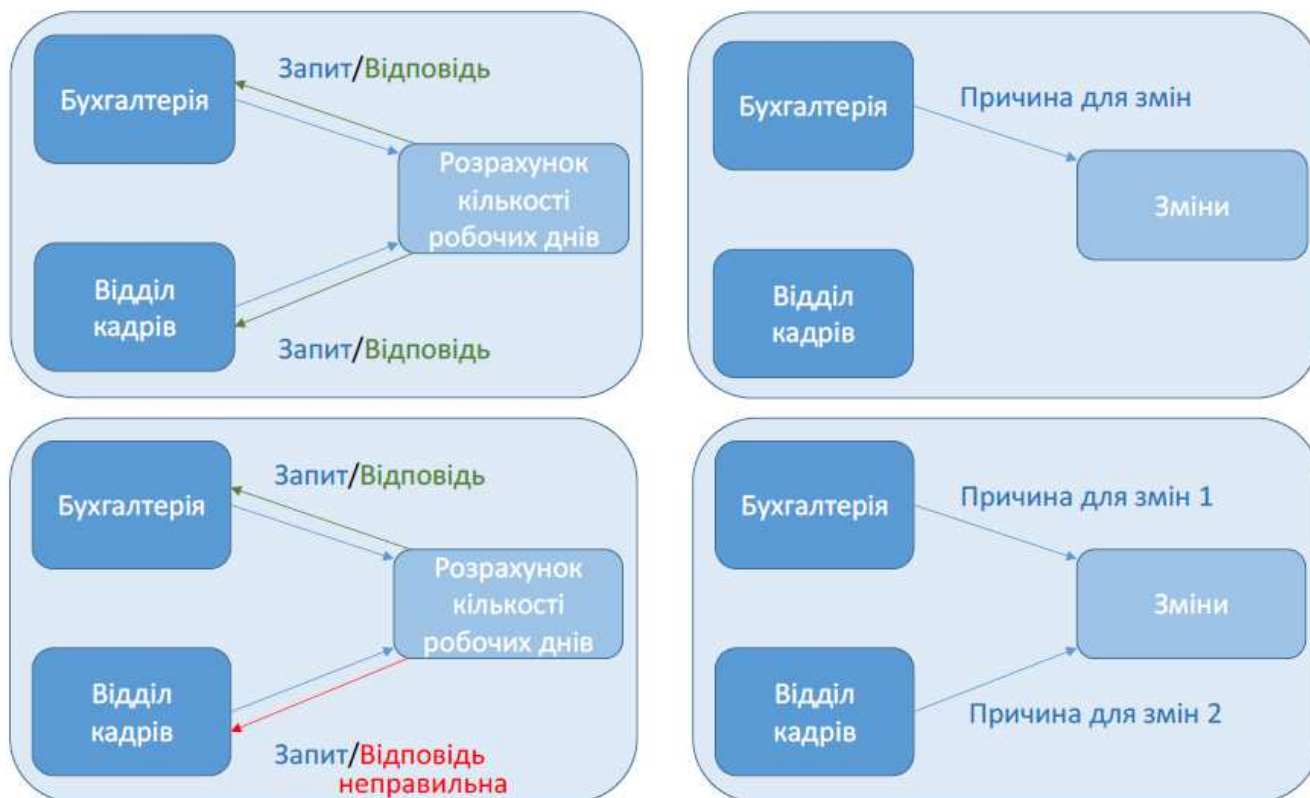 Запит/Відповідь
Бухгалтерія
Розрахунок
кількості
робочих днів
Відділ
кадрів
Запит/Відповідь
Причина для змін
Бухгалтерія
Зміни
Відділ
кадрів
Запит/Відповідь
Бухгалтерія
Розрахунок
кількості
робочих днів
Відділ
кадрів
Запит/Відповідь
неправильна
Причина для змін 1
Бухгалтерія
Зміни
Відділ
кадрів
Причина для змін 2